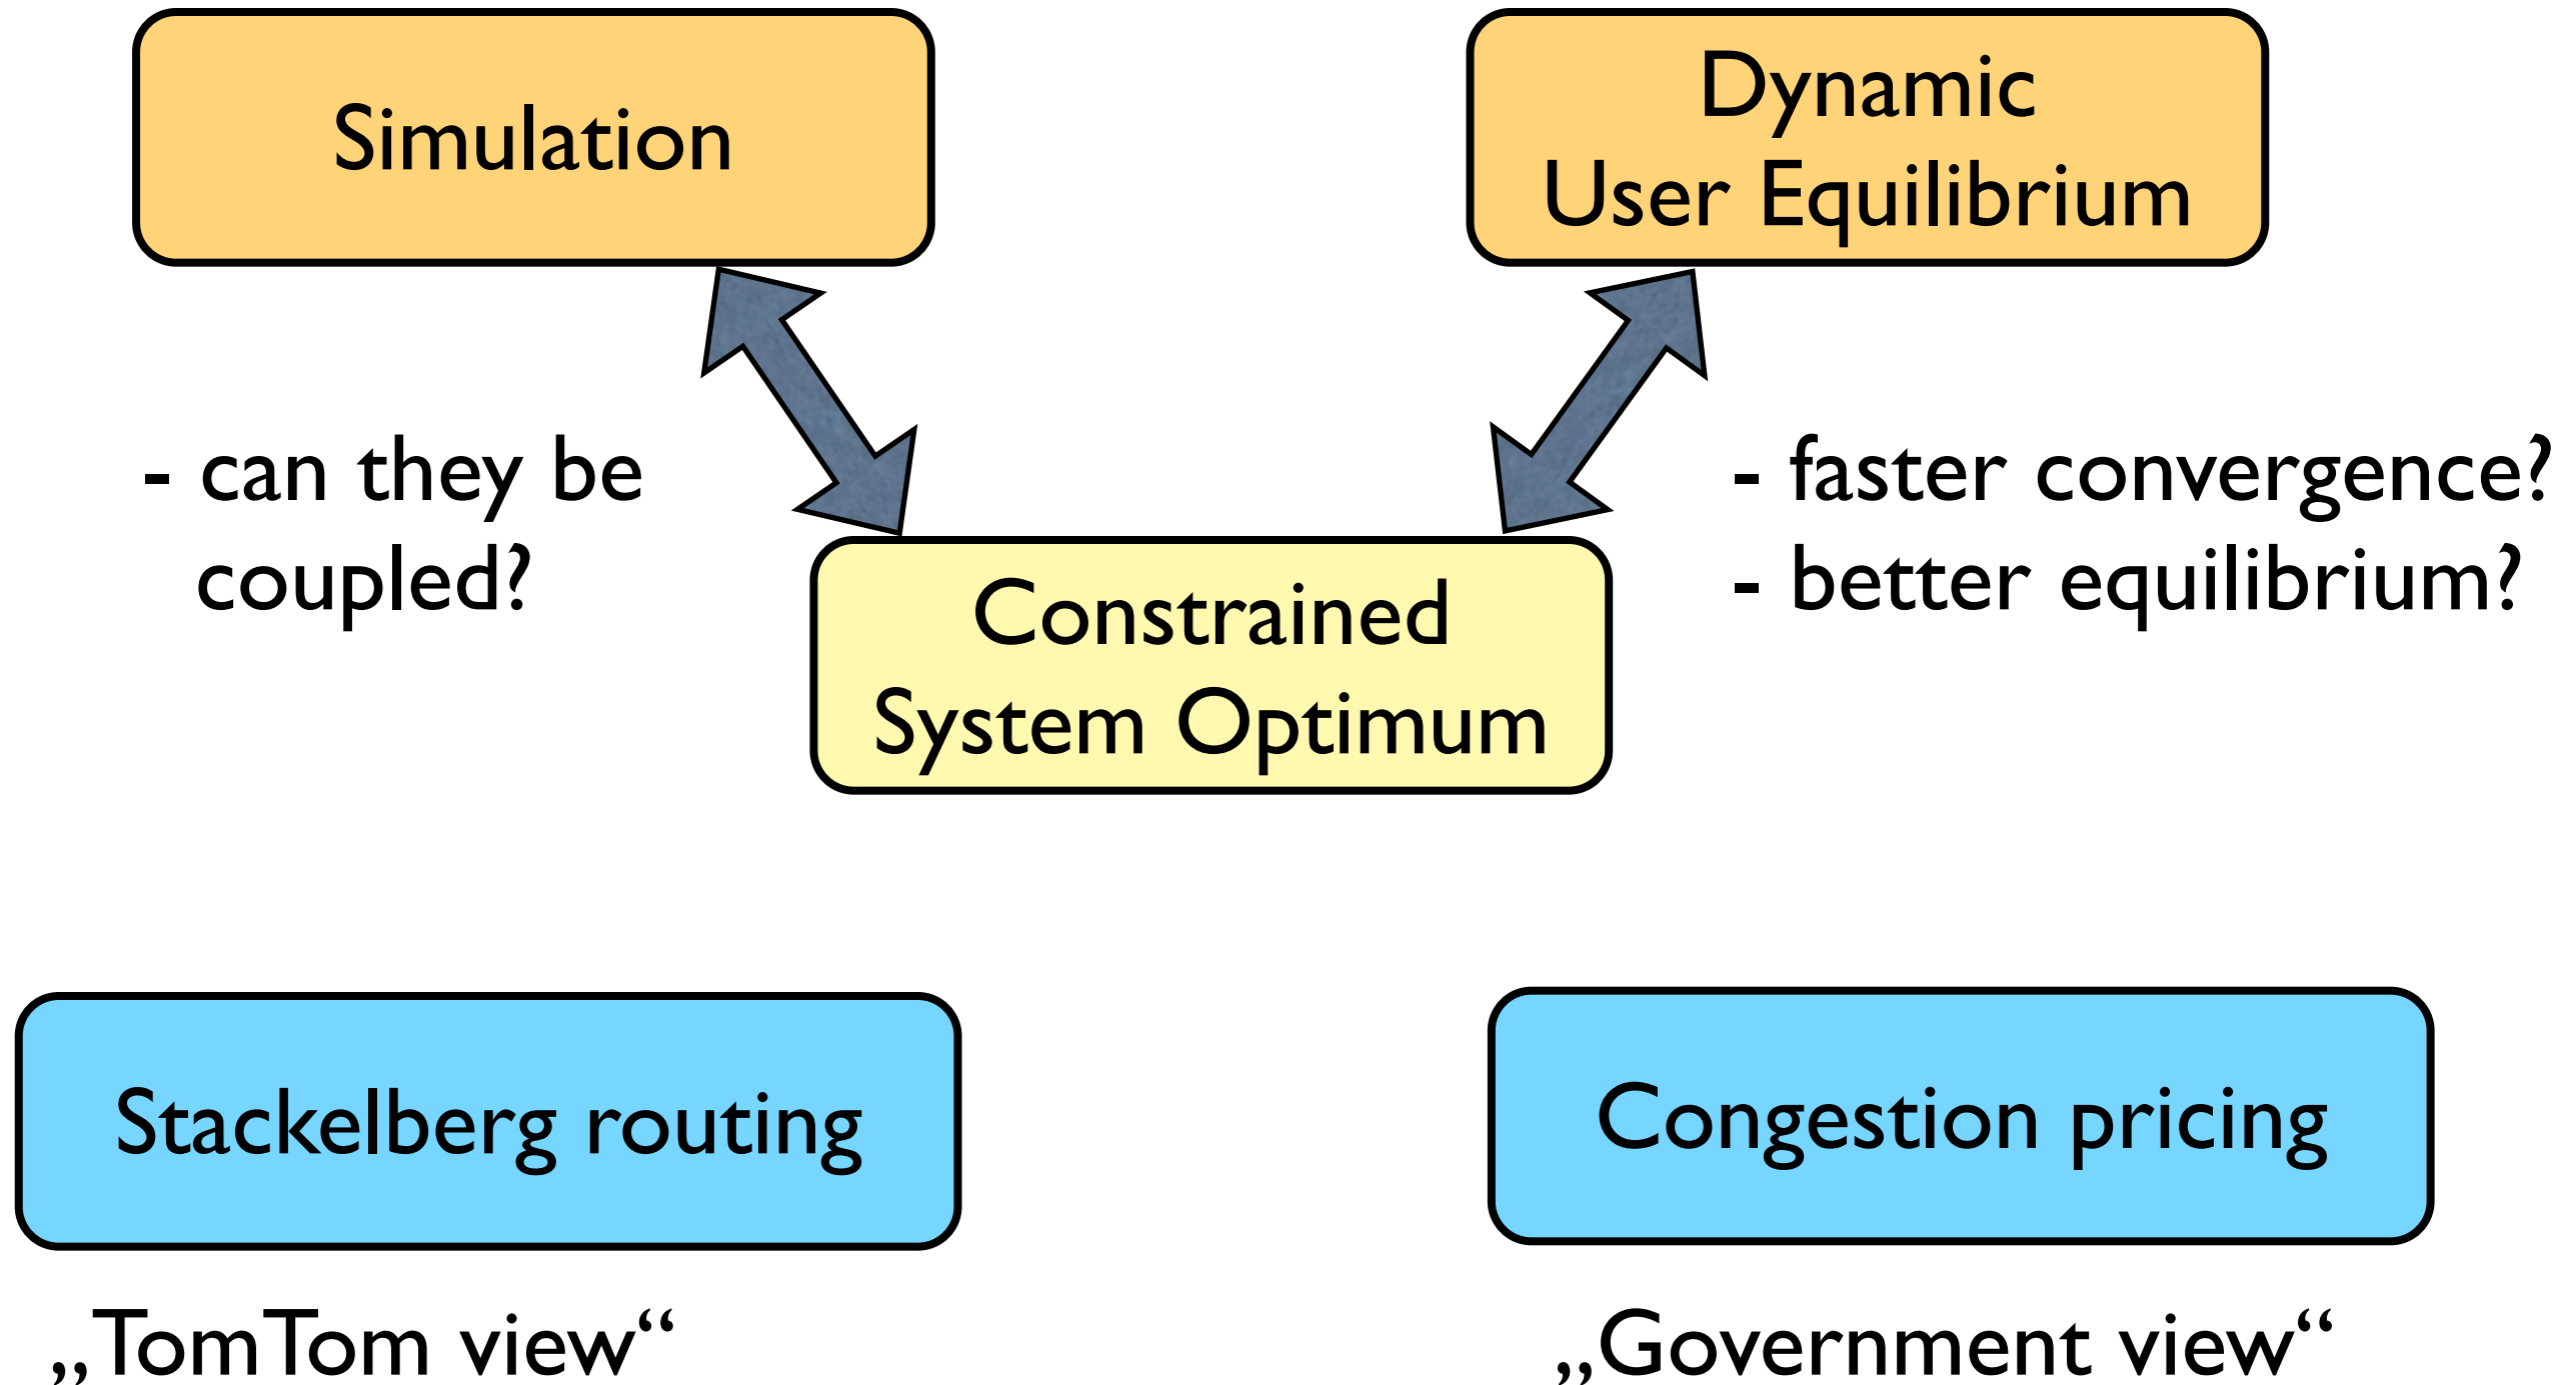 Simulation
Dynamic
User Equilibrium
- can they be
coupled?
- faster convergence?
- better equilibrium?
Constrained
System Optimum
Stackelberg routing
Congestion pricing
„TomTom view“
„Government view“